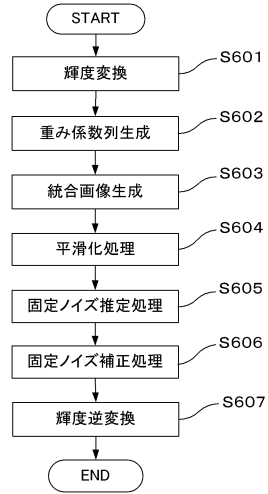 START
輝度変換
S601
重み係数列生成
S602
統合画像生成
S603
平滑化処理
S604
固定ノイズ推定処理
S605
固定ノイズ補正処理
S606
輝度逆変換
S607
END